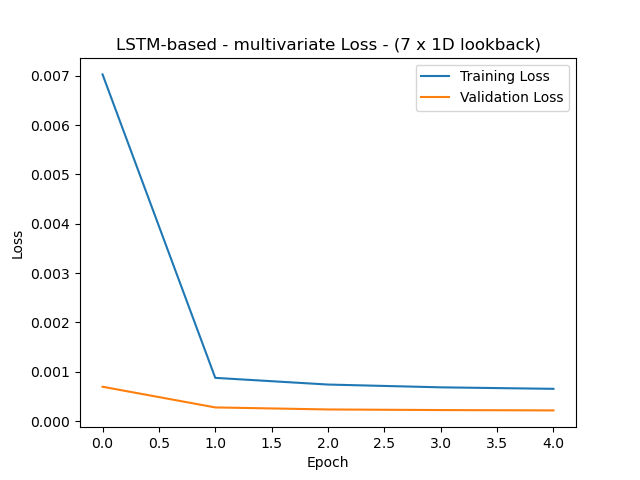 LSTM-based - multivariate Loss - (7 x 1D lookback)
Training Loss
Validation Loss
0.007
0.006
0.005
0.004
0.003
0.002
0.001
0.000
Loss
0.0 0.5 1.0 1.5 2.0 2.5 3.0 3.5 4.0
Epoch